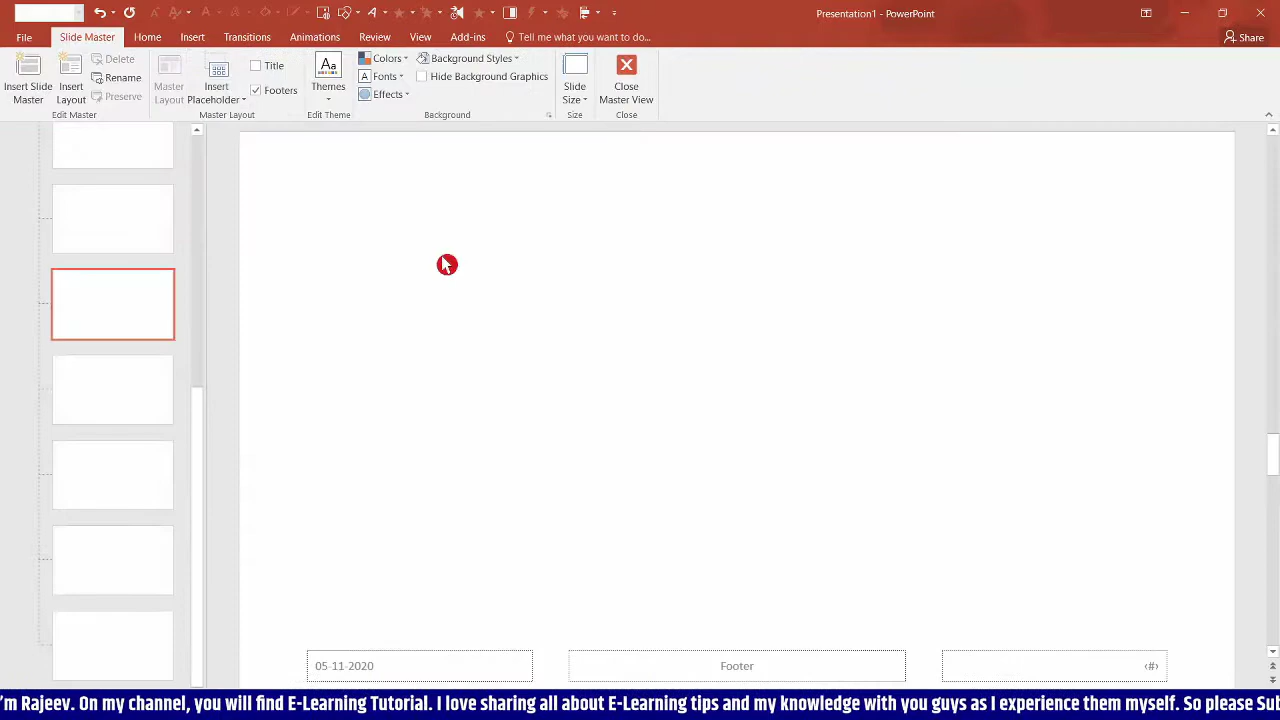 Presentation1 - PowerPoint
File Slide Master Home Insert Transitions Animations Review View Add-ins Tell me what you want to do... Share
Insert Slide Master
Insert Layout
Delete
Rename
Preserve
Edit Master
Master Layout
Insert Placeholder
Title
Footers
Master Layout
Aa
Themes
Edit Theme
Colors
A Fonts
Effects
Background Styles
Hide Background Graphics
Background
Slide Size
Size
Close Master View
Close
05-11-2020
Footer
‹#›
'm Rajeev. On my channel, you will find E-Learning Tutorial. I love sharing all about E-Learning tips and my knowledge with you guys as I experience them myself. So please Su